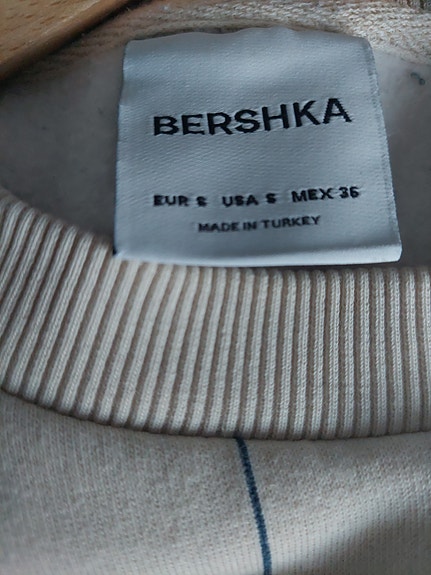 BERSHKA
EUR S USA S MEX 36
MADE IN TURKEY